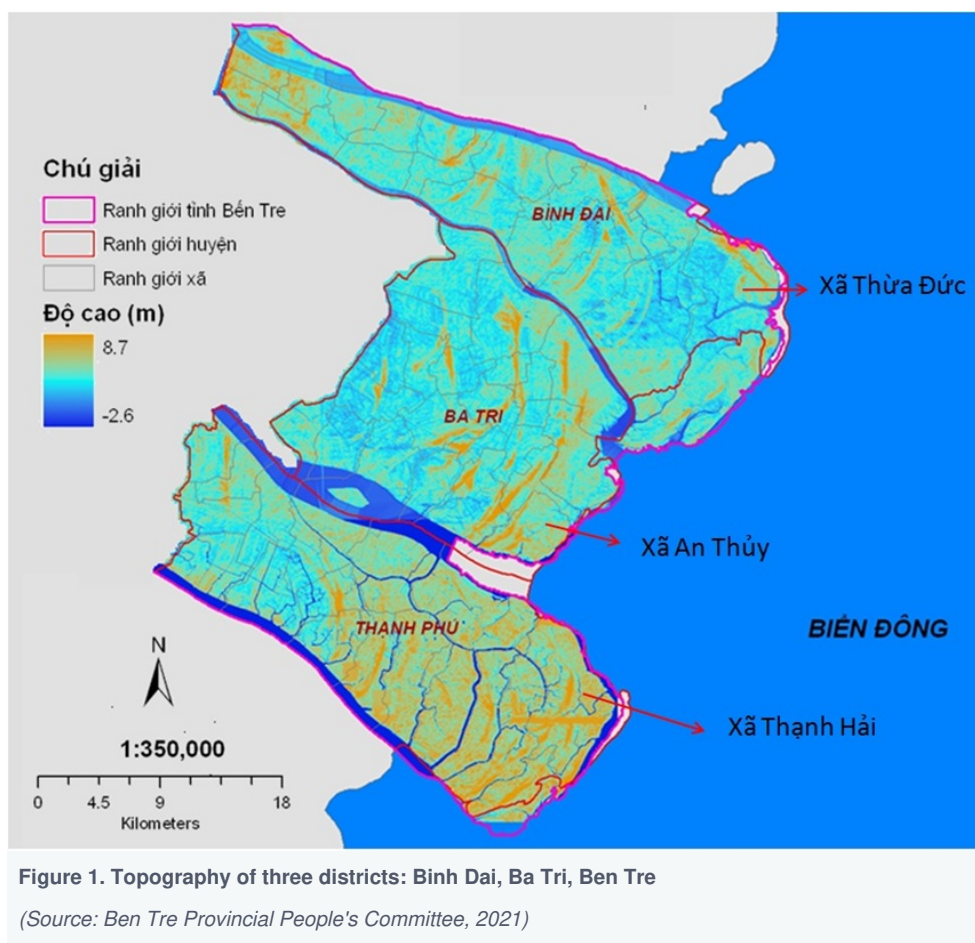 Chú giải
Ranh giới tỉnh Bến Tre
Ranh giới huyện
Ranh giới xã
Độ cao (m)
8.7
-2.6
BÌNH ĐẠI
Xã Thừa Đức
BA TRI
Xã An Thủy
BIỂN ĐÔNG
THẠNH PHÚ
Xã Thạnh Hải
N
1:350,000
0 4.5 9 18
Kilometers
Figure 1. Topography of three districts: Binh Dai, Ba Tri, Ben Tre
(Source: Ben Tre Provincial People's Committee, 2021)